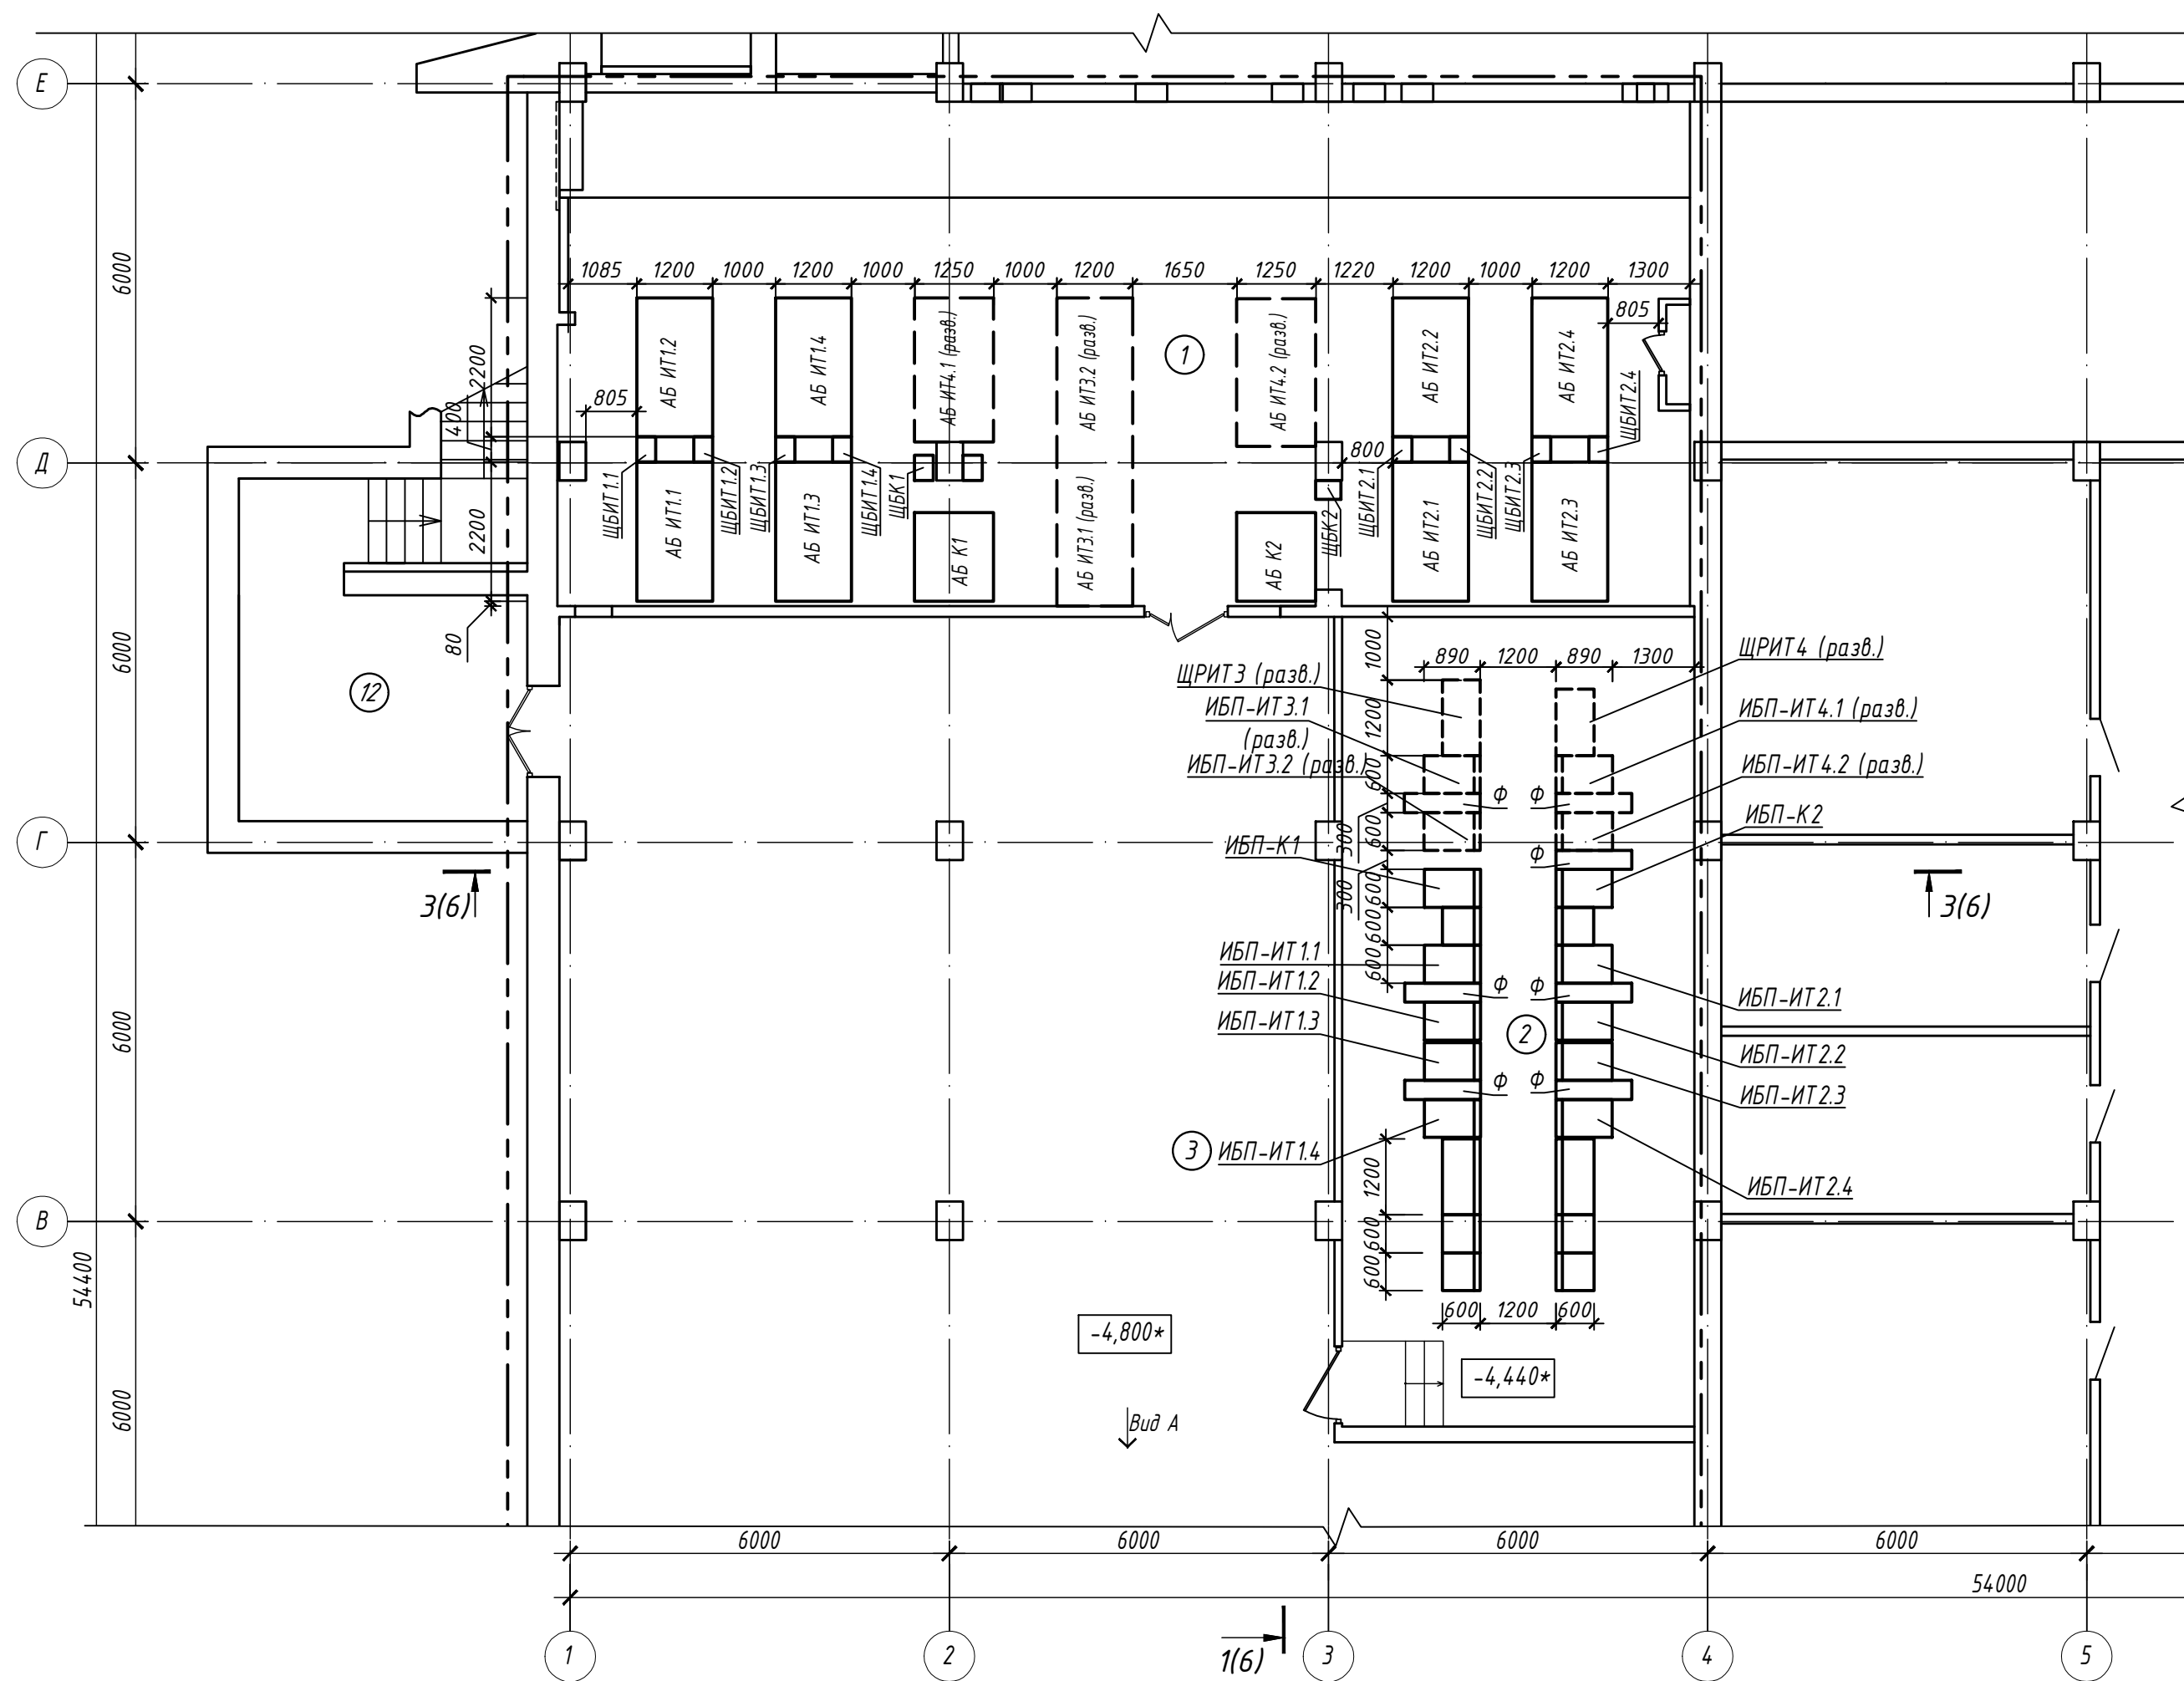 Е
6000
1085 1200 1000 1200 1000 1250 1000 1200 1650 1250 1220 1200 1000 1200 1300
805
2200
400
805
800
АБ ИТ1.2
АБ ИТ1.4
АБ ИТ4.1 (разв.)
АБ ИТ3.2 (разв.)
1
АБ ИТ4.2 (разв.)
АБ ИТ2.2
АБ ИТ2.4
ЩБИТ2.4
Д
2200
ЩБИТ1.1
АБ ИТ1.1
ЩБИТ1.2
ЩБИТ1.3
АБ ИТ1.3
ЩБИТ1.4
ЩБК1
АБ К1
АБ ИТ3.1 (разв.)
АБ К2
ЩБК2
ЩБИТ2.1
АБ ИТ2.1
ЩБИТ2.2
ЩБИТ2.3
АБ ИТ2.3
6000
80
12
1000
890 1200 890 1300
ЩРИТ3 (разв.)
ЩРИТ4 (разв.)
ИБП-ИТ3.1
(разв.)
ИБП-ИТ4.1 (разв.)
1200
ИБП-ИТ3.2 (разв.)
ИБП-ИТ4.2 (разв.)
600
Ф Ф
ИБП-К2
300
600
ИБП-К1
Ф
Г
300
600
3(6)
3(6)
600
ИБП-ИТ1.1
600
ИБП-ИТ1.2
Ф Ф
ИБП-ИТ2.1
ИБП-ИТ1.3
2
6000
ИБП-ИТ2.2
Ф Ф
ИБП-ИТ2.3
3
ИБП-ИТ1.4
1200
ИБП-ИТ2.4
В
600
600
54400
600 1200 600
-4,800*
-4,440*
6000
Вид А
6000 6000 6000 6000
54000
1(6)
1 2 3 4 5